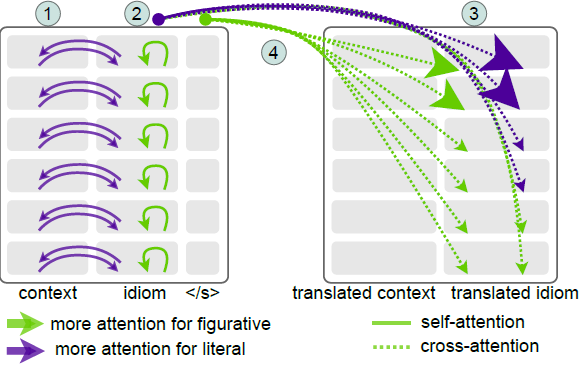 1 2 3
4
context idiom </s> translated context translated idiom
more attention for figurative self-attention
more attention for literal cross-attention